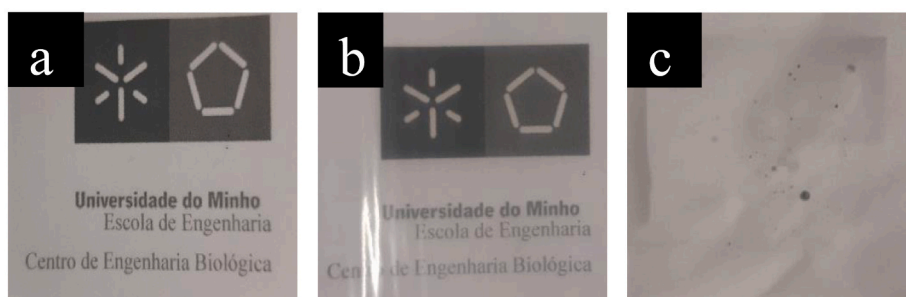 a
Universidade do Minho
Escola de Engenharia
Centro de Engenharia Biológica
b
Universidade do Minho
Escola de Engenharia
Centro de Engenharia Biológica
c